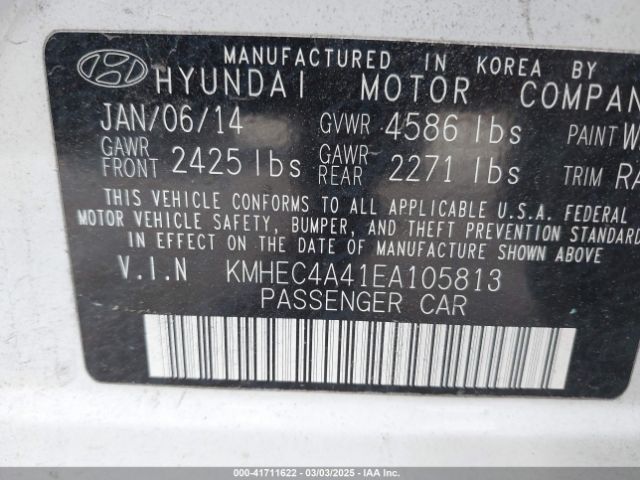 MANUFACTURED IN KOREA BY
HYUNDAI MOTOR COMPAN
JAN/06/14 GVWR 4586 lbs PAINT W
GAWR FRONT 2425 lbs GAWR- REAR 2271 lbs TRIM RA
THIS VEHICLE CONFORMS TO ALL APPLICABLE U.S.A. FEDERAL
MOTOR VEHICLE SAFETY, BUMPER, AND THEFT PREVENTION STANDARD
IN EFFECT ON THE DATE OF MANUFACTURE SHOWN ABOVE
V.I.N KMHEC4A41EA105813
PASSENGER CAR
000-41711622 - 03/03/2025 - IAA Inc.